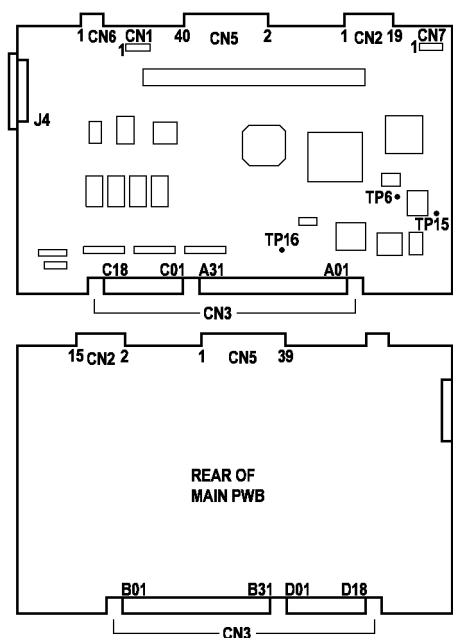 1 CN6 CN1 40 CN5 2 1 CN2 19 CN7
1 1
J4
TP6
TP15
TP16
C18 C01 A31 A01
CN3
15 CN2 2 1 CN5 39
REAR OF
MAIN PWB
B01 B31 D01 D18
CN3